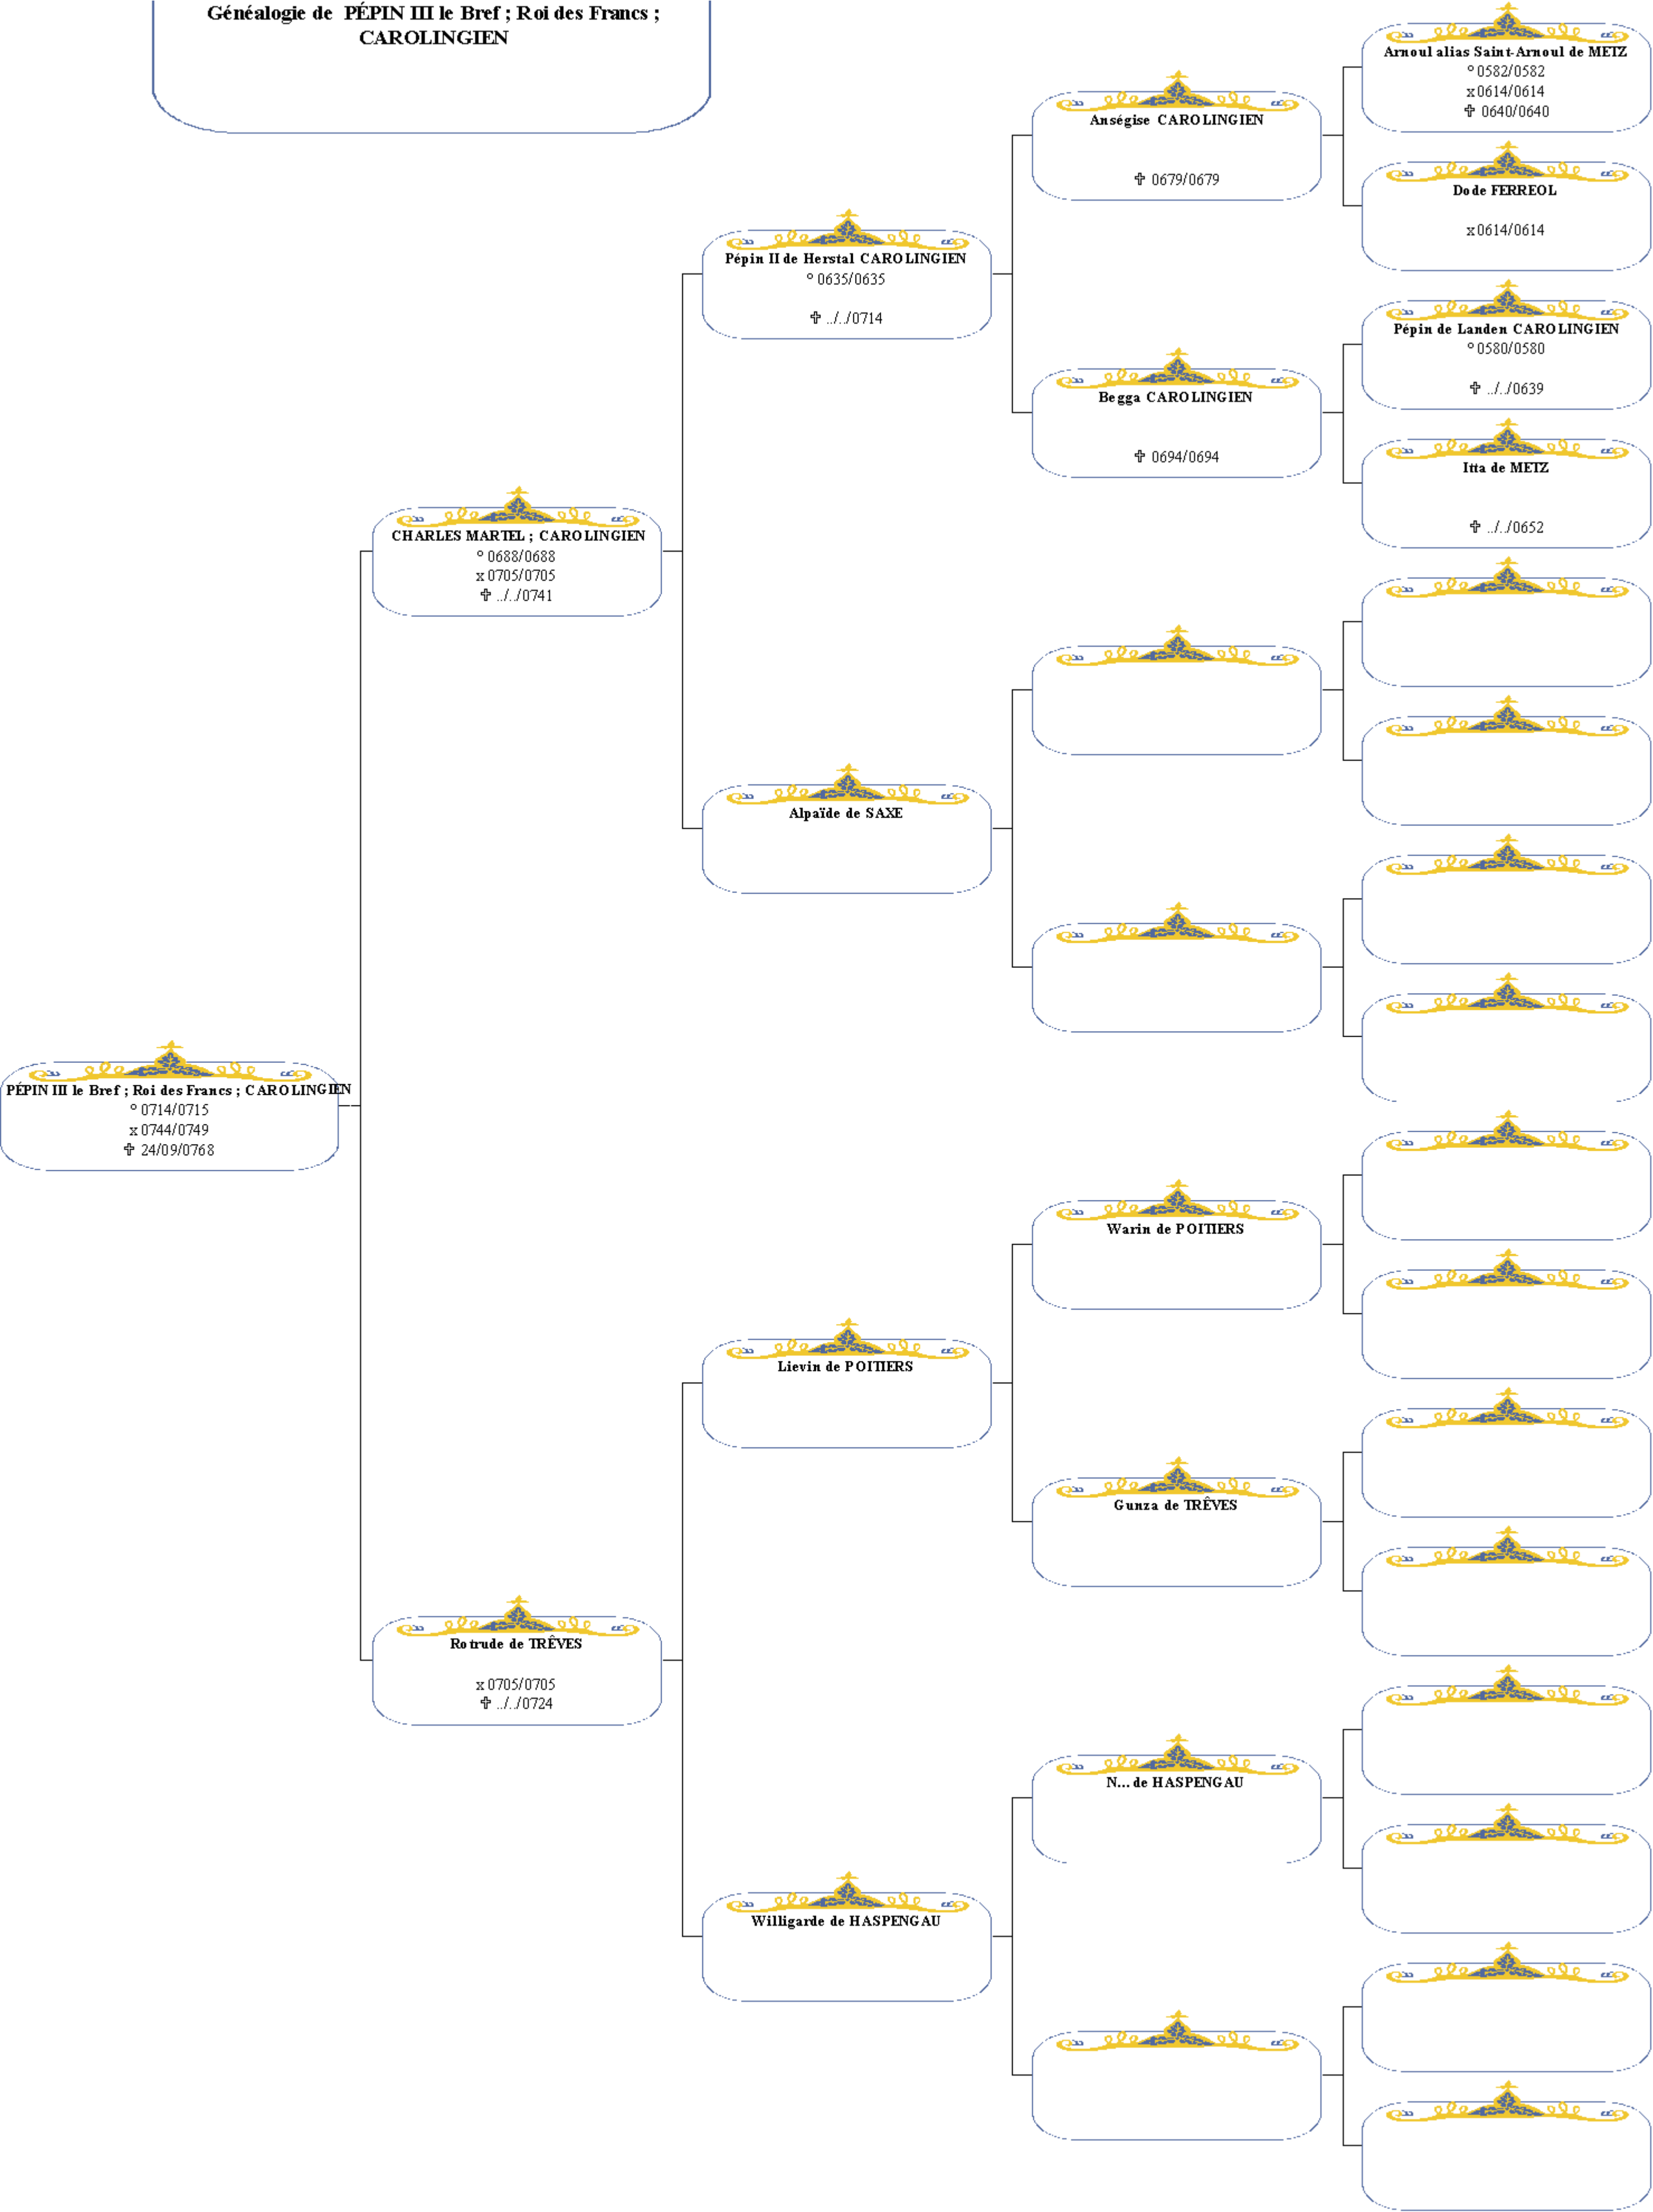 Généalogie de PÉPIN III le Bref ; Roi des Francs ;
CAROLINGIEN
Arnoul alias Saint-Arnoul de METZ
° 0582/0582
x 0614/0614
✞ 0640/0640
Anségise CAROLINGIEN
✞ 0679/0679
Dode FERREOL
x 0614/0614
Pépin II de Herstal CAROLINGIEN
° 0635/0635
✞ ../../0714
Pépin de Landen CAROLINGIEN
° 0580/0580
✞ ../../0639
Begga CAROLINGIEN
✞ 0694/0694
Itta de METZ
✞ ../../0652
CHARLES MARTEL ; CAROLINGIEN
° 0688/0688
x 0705/0705
✞ ../../0741
Alpaïde de SAXE
PÉPIN III le Bref ; Roi des Francs ; CAROLINGIEN
° 0714/0715
x 0744/0749
✞ 24/09/0768
Warin de POITIERS
Lievin de POITIERS
Gunza de TRÊVES
Rotrude de TRÊVES
x 0705/0705
✞ ../../0724
N... de HASPENGAU
Willigarde de HASPENGAU